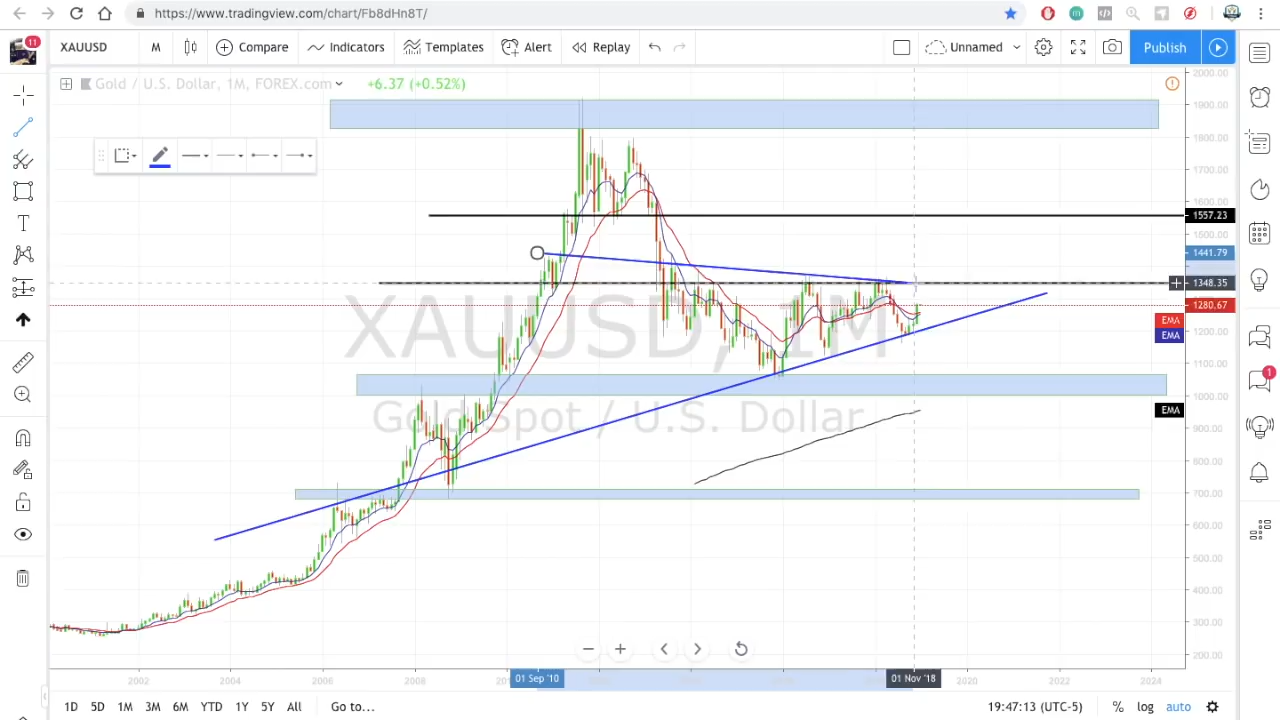 https://www.tradingview.com/chart/Fb8dHn8T/
11
XAUUSD M Compare Indicators Templates Alert Replay Unnamed Publish
Gold / U.S. Dollar, 1M, FOREX.com +6.37 (+0.52%)
XAUUSD, 1M
Gold Spot / U.S. Dollar
2000.00
1900.00
1800.00
1700.00
1600.00
1557.23
1500.00
1441.79
1348.35
1280.67
EMA
1200.00
EMA
1100.00
1000.00
EMA
900.00
800.00
700.00
600.00
500.00
400.00
300.00
200.00
1
2002 2004 2006 2008 01 Sep '10 01 Nov '18 2020 2022 2024
1D 5D 1M 3M 6M YTD 1Y 5Y All Go to... 19:47:13 (UTC-5) % log auto